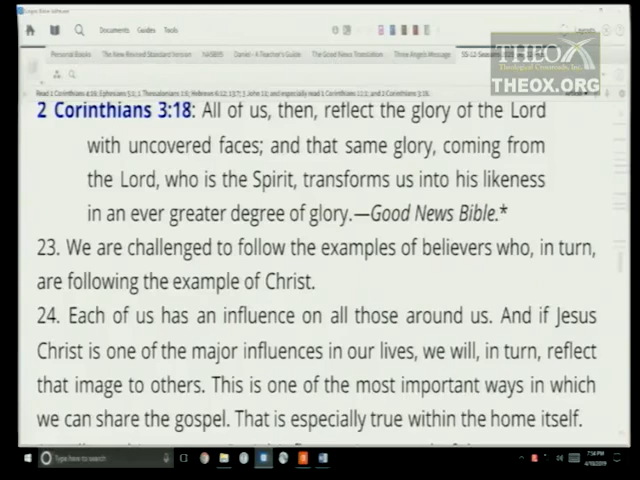 Documents Guides Tools
Layouts
Personal Books The New Revised Standard Version NASB95 Daniel - A Teacher's Guide The Good News Translation Three Angels Message
THEOX
THEOX.ORG
2 Corinthians 3:18: All of us, then, reflect the glory of the Lord
with uncovered faces; and that same glory, coming from
the Lord, who is the Spirit, transforms us into his likeness
in an ever greater degree of glory.—Good News Bible.*
23. We are challenged to follow the examples of believers who, in turn,
are following the example of Christ.
24. Each of us has an influence on all those around us. And if Jesus
Christ is one of the major influences in our lives, we will, in turn, reflect
that image to others. This is one of the most important ways in which
we can share the gospel. That is especially true within the home itself.
Type here to search
7:58 PM
4/10/2019